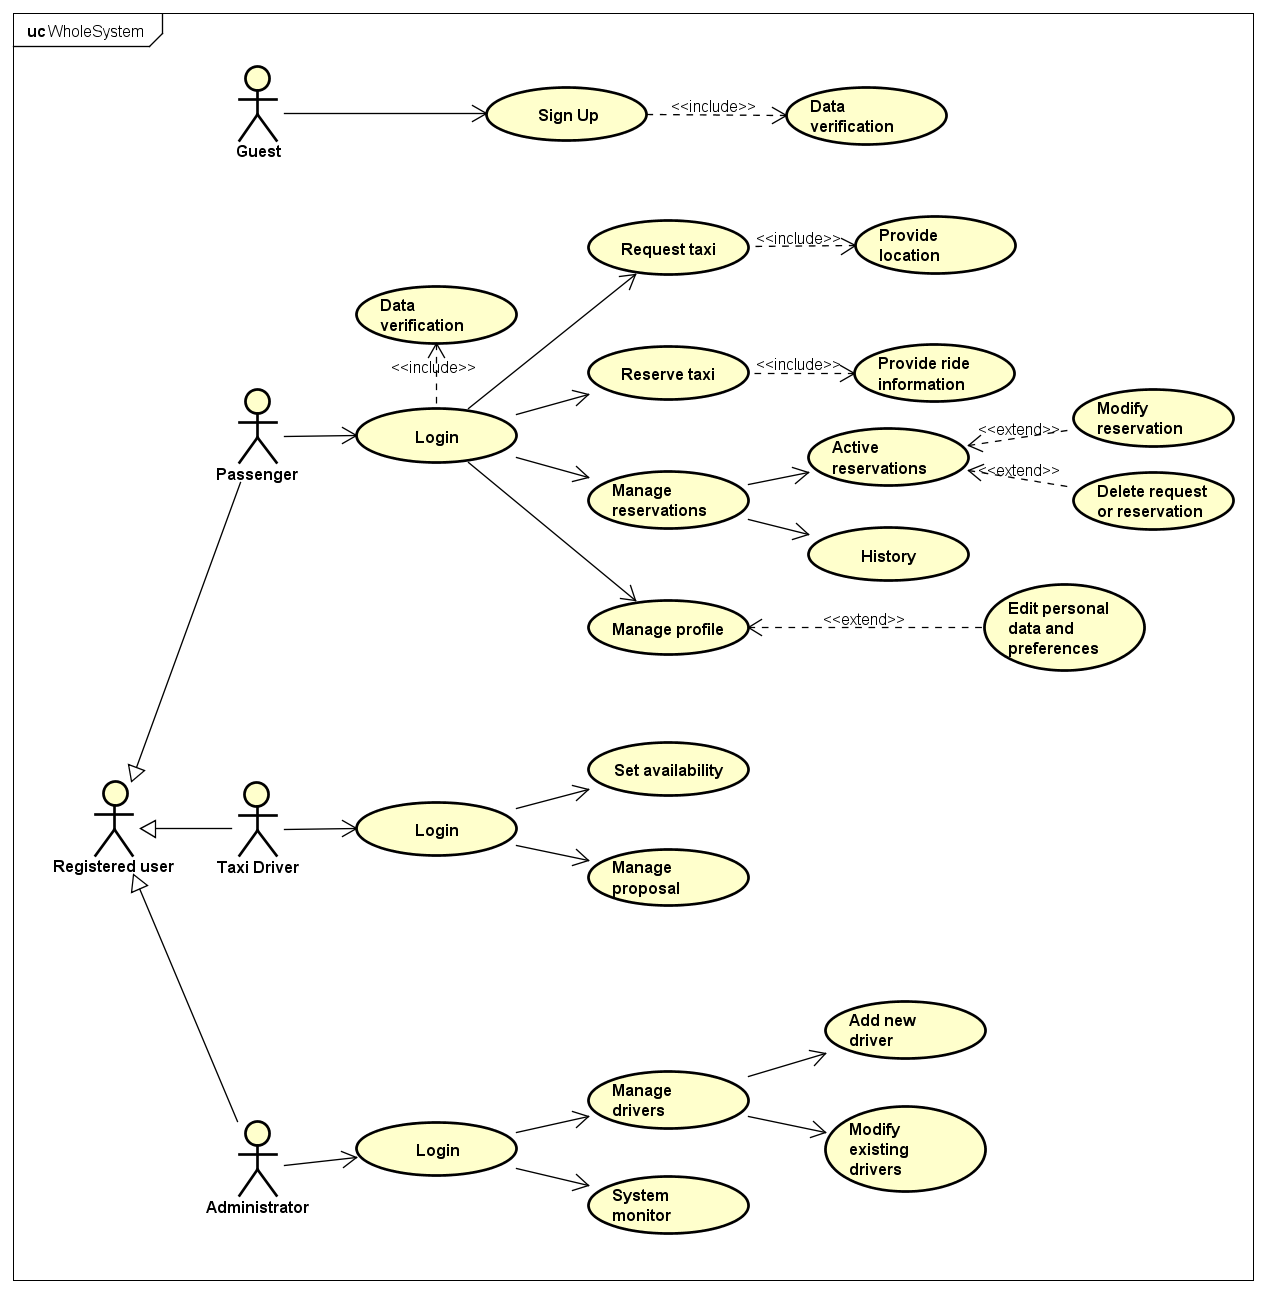 uc WholeSystem
Guest
Sign Up
<<include>>
Data
verification
Request taxi
<<include>>
Provide
location
Data
verification
<<include>>
Reserve taxi
<<include>>
Provide ride
information
Passenger
Login
Manage
reservations
Active
reservations
<<extend>>
Modify
reservation
<<extend>>
Delete request
or reservation
History
Manage profile
<<extend>>
Edit personal
data and
preferences
Registered user
Taxi Driver
Login
Set availability
Manage
proposal
Administrator
Login
Manage
drivers
Add new
driver
Modify
existing
drivers
System
monitor